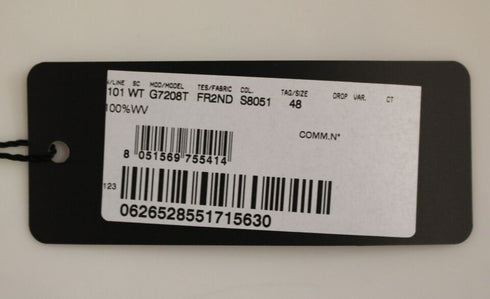 /LINE SC MOD/MODEL TES/FABRIC COL. TAG/SIZE DROP VAR. CT
101 WT G7208T FR2ND S8051 48
100%WV
COMM.N°
8 051569 755414
123
0626528551715630